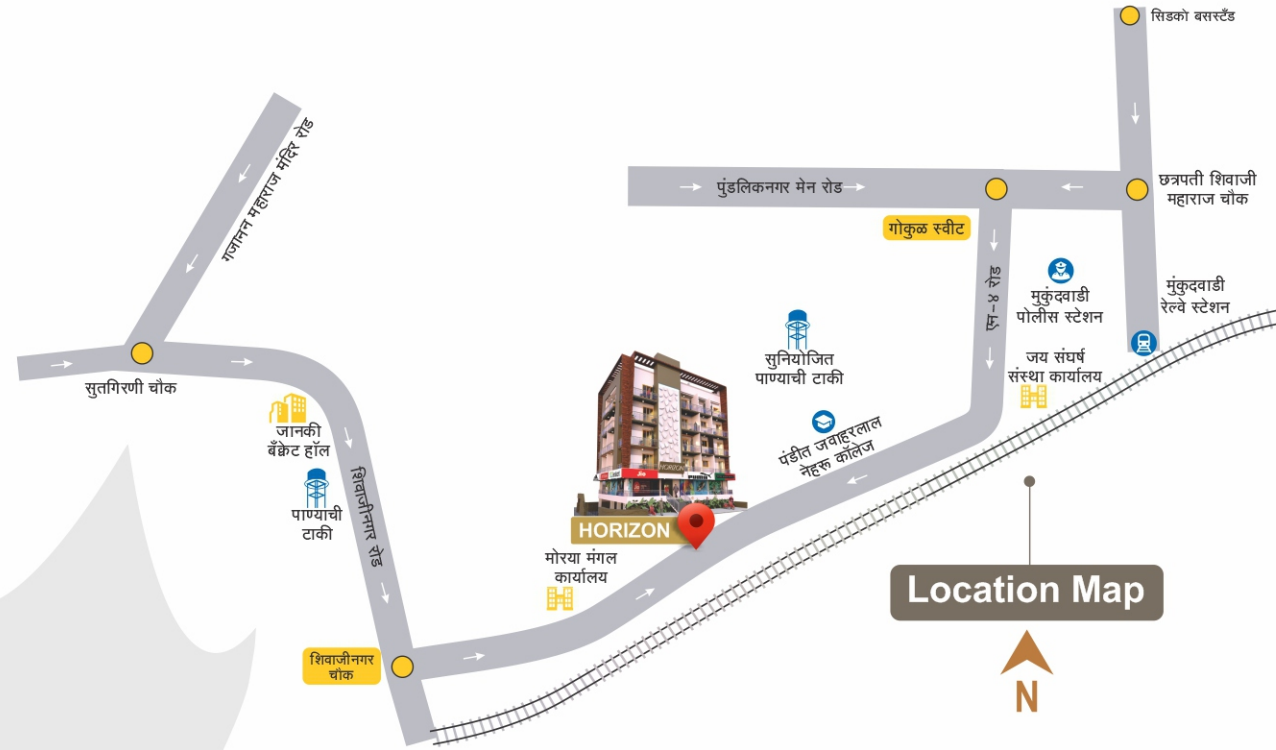 सिडको बसस्टँड
गजानन महाराज मंदिर रोड
पुंडलिकनगर मेन रोड
छत्रपती शिवाजी
महाराज चौक
गोकुळ स्वीट
एन-४ रोड
मुकुंदवाडी
पोलीस स्टेशन
मुंकुदवाडी
रेल्वे स्टेशन
सुनियोजित
पाण्याची टाकी
जय संघर्ष
संस्था कार्यालय
सुतगिरणी चौक
जानकी
बँक्वेट हॉल
पंडीत जवाहरलाल
नेहरू कॉलेज
पाण्याची
टाकी
शिवाजीनगर रोड
HORIZON
HORIZON
मोरया मंगल
कार्यालय
Location Map
शिवाजीनगर
चौक
N